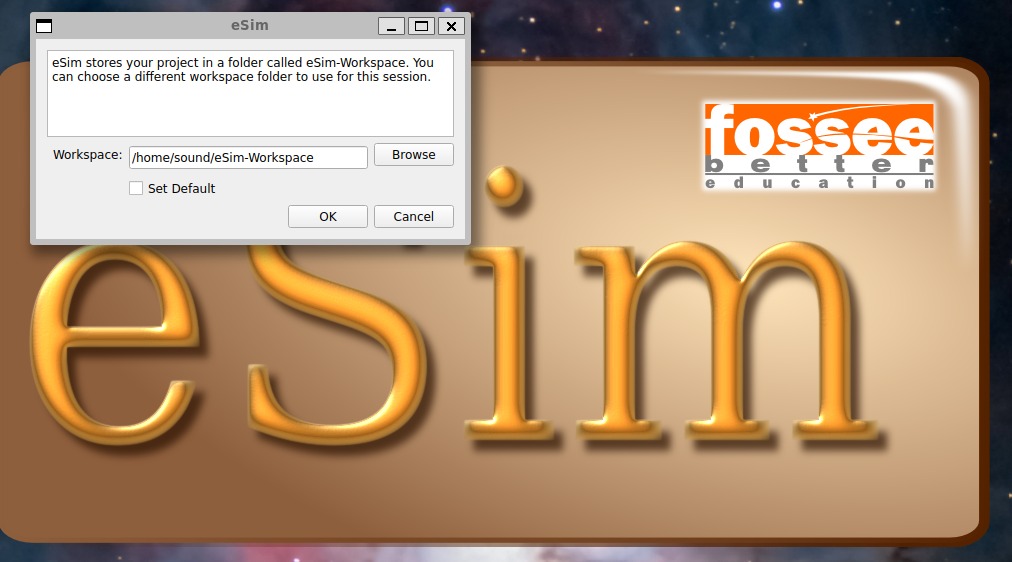 eSim
eSim stores your project in a folder called eSim-Workspace. You
can choose a different workspace folder to use for this session.
Workspace: /home/sound/eSim-Workspace Browse
Set Default
OK Cancel
fossee
better
education
eSim